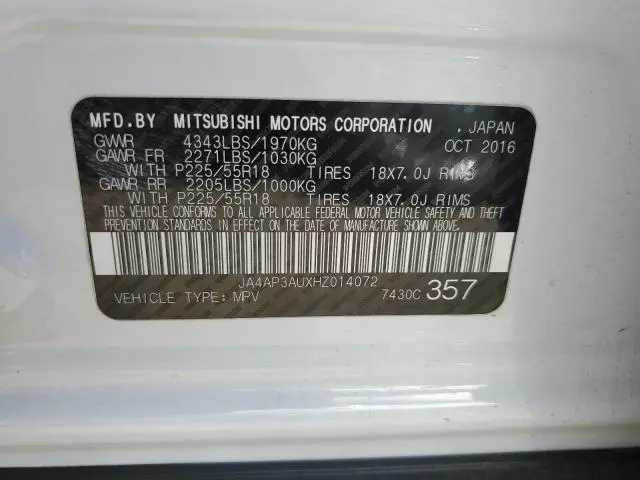 MFD.BY MITSUBISHI MOTORS CORPORATION , JAPAN
GVWR 4343LBS/1970KG OCT 2016
GAWR FR 2271LBS/1030KG
WITH P225/55R18 TIRES 18X7.0J RIMS
GAWR RR 2205LBS/1000KG
WITH P225/55R18 TIRES 18X7.0J RIMS
THIS VEHICLE CONFORMS TO ALL APPLICABLE FEDERAL MOTOR VEHICLE SAFETY AND THEFT
PREVENTION STANDARDS IN EFFECT ON THE DATE OF MANUFACTURE SHOWN ABOVE.
JA4AP3AUXHZ014072
VEHICLE TYPE: MPV 7430C 357